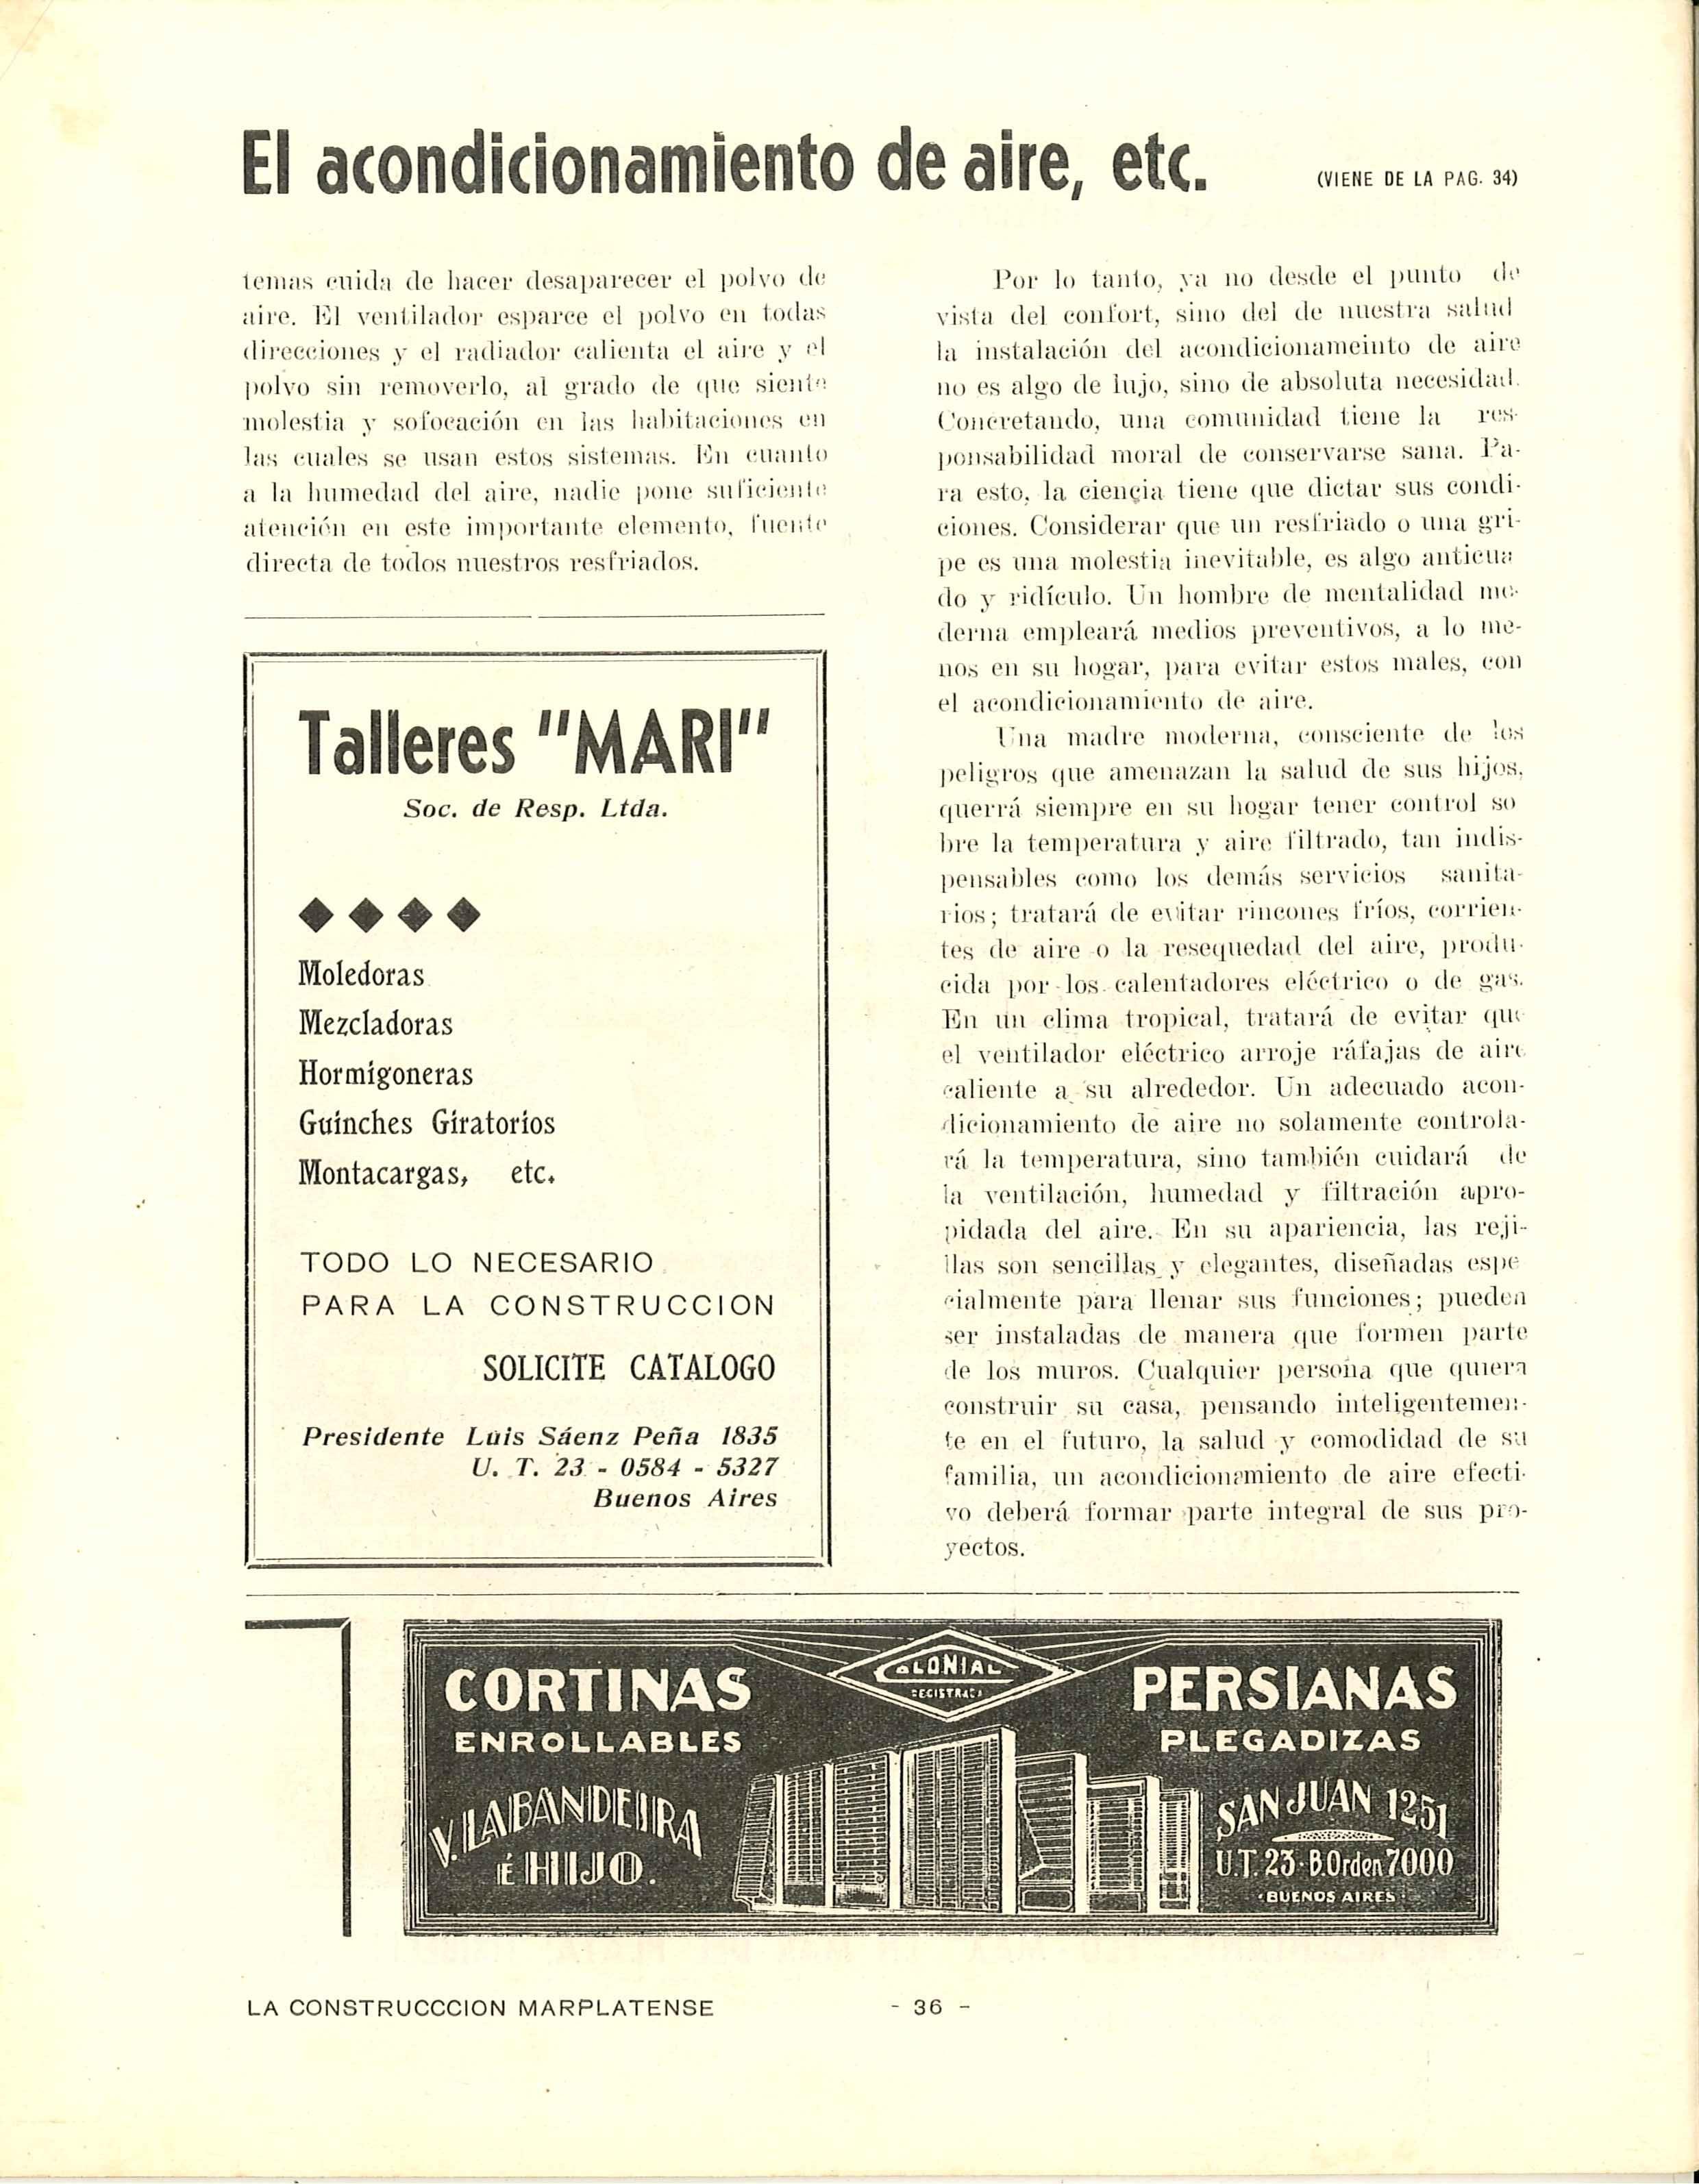 El acondicionamiento de aire, etc.
(VIENE DE LA PAG. 34)
temas cuida de hacer desaparecer el polvo de
aire. El ventilador esparce el polvo en todas
direcciones y el radiador calienta el aire y el
polvo sin removerlo, al grado de que siente
molestia y sofocación en las habitaciones en
las cuales se usan estos sistemas. En cuanto
a la humedad del aire, nadie pone suficiente
atención en este importante elemento, fuente
directa de todos nuestros resfriados.
Talleres "MARI"
Soc. de Resp. Ltda.
Moledoras
Mezcladoras
Hormigoneras
Guinches Giratorios
Montacargas, etc.
TODO LO NECESARIO
PARA LA CONSTRUCCION
SOLICITE CATALOGO
Presidente Luis Sáenz Peña 1835
U. T. 23 - 0584 - 5327
Buenos Aires
Por lo tanto, ya no desde el punto de
vista del confort, sino del de nuestra salud
la instalación del acondicionameinto de aire
no es algo de lujo, sino de absoluta necesidad.
Concretando, una comunidad tiene la res-
ponsabilidad moral de conservarse sana. Pa-
ra esto, la ciencia tiene que dictar sus condi-
ciones. Considerar que un resfriado o una gri-
pe es una molestia inevitable, es algo anticua
do y ridículo. Un hombre de mentalidad mo-
derna empleará medios preventivos, a lo me-
nos en su hogar, para evitar estos males, con
el acondicionamiento de aire.
Una madre moderna, consciente de los
peligros que amenazan la salud de sus hijos,
querrá siempre en su hogar tener control so
bre la temperatura y aire filtrado, tan indis-
pensables como los demás servicios sanita-
rios; tratará de evitar rincones fríos, corrien-
tes de aire o la resequedad del aire, produ-
cida por los calentadores eléctrico o de gas.
En un clima tropical, tratará de evitar que
el ventilador eléctrico arroje ráfajas de aire
caliente a su alrededor. Un adecuado acon-
dicionamiento de aire no solamente controla-
rá la temperatura, sino también cuidará de
la ventilación, humedad y filtración apro-
pidada del aire. En su apariencia, las reji-
llas son sencillas y elegantes, diseñadas espe
cialmente para llenar sus funciones; pueden
ser instaladas de manera que formen parte
de los muros. Cualquier persona que quiera
construir su casa, pensando inteligentemen-
te en el futuro, la salud y comodidad de su
familia, un acondicionamiento de aire efecti-
vo deberá formar parte integral de sus pro-
yectos.
COLONIAL
REGISTRADA
CORTINAS
ENROLLABLES
V. LABANDEIRA
É HIJO.
PERSIANAS
PLEGADIZAS
SAN JUAN 1251
U.T. 23 - B. Orden 7000
·BUENOS AIRES·
LA CONSTRUCCCION MARPLATENSE
- 36 -